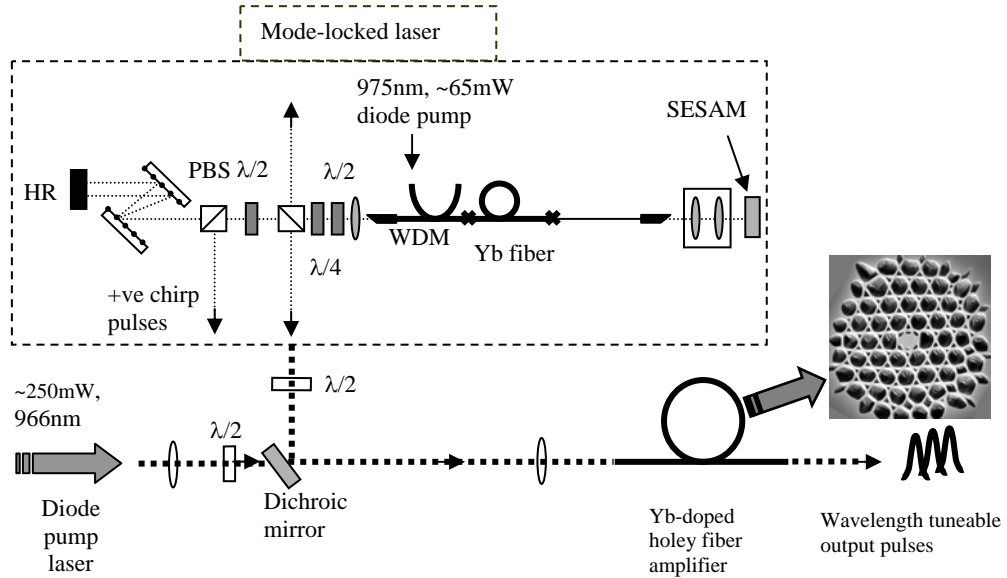 Mode-locked laser
975nm, ~65mW
diode pump
SESAM
HR
PBS λ/2
λ/2
WDM
Yb fiber
λ/4
+ve chirp
pulses
λ/2
~250mW,
966nm
λ/2
Dichroic
mirror
Diode
pump
laser
Yb-doped
holey fiber
amplifier
Wavelength tuneable
output pulses